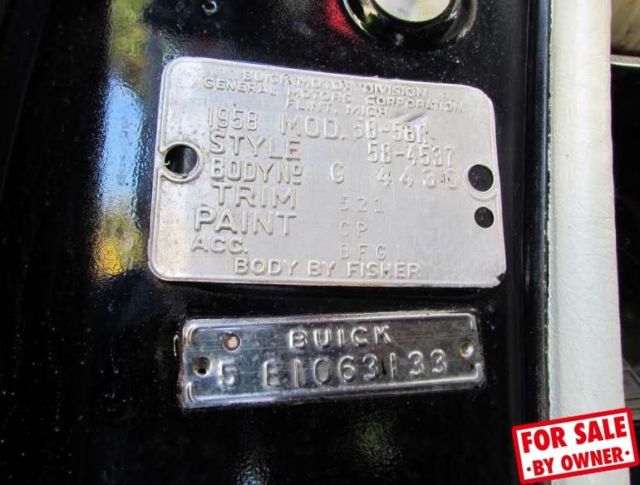 BUICK MOTOR DIVISION
GENERAL MOTORS CORPORATION
FLINT, MICH.
1958 MOD. 58-56R
STYLE 58-4537
BODY Nº G 4430
TRIM 521
PAINT CP
ACC. BFGI
BODY BY FISHER
BUICK
5 E1063133
FOR SALE
·BY OWNER·